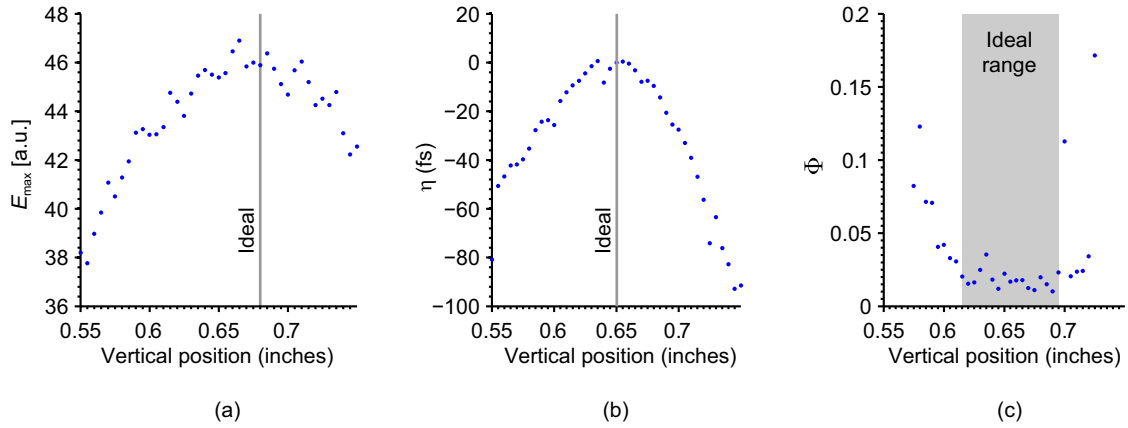 48
46
44
42
40
38
36
E_max [a.u.]
Ideal
0.55
0.6
0.65
0.7
Vertical position (inches)
(a)
20
0
−20
−40
−60
−80
−100
η (fs)
Ideal
0.55
0.6
0.65
0.7
Vertical position (inches)
(b)
0.2
0.15
0.1
0.05
0
Φ
Ideal
range
0.55
0.6
0.65
0.7
Vertical position (inches)
(c)